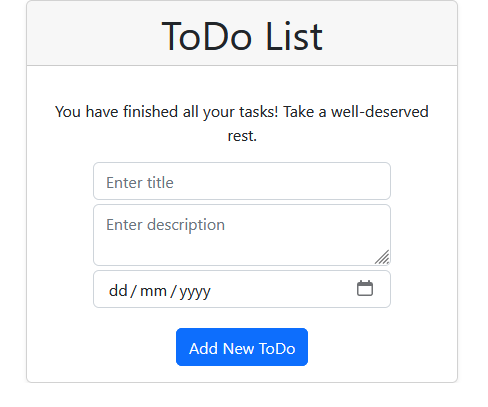 ToDo List
You have finished all your tasks! Take a well-deserved
rest.
Enter title
Enter description
dd/mm/yyyy
Add New ToDo